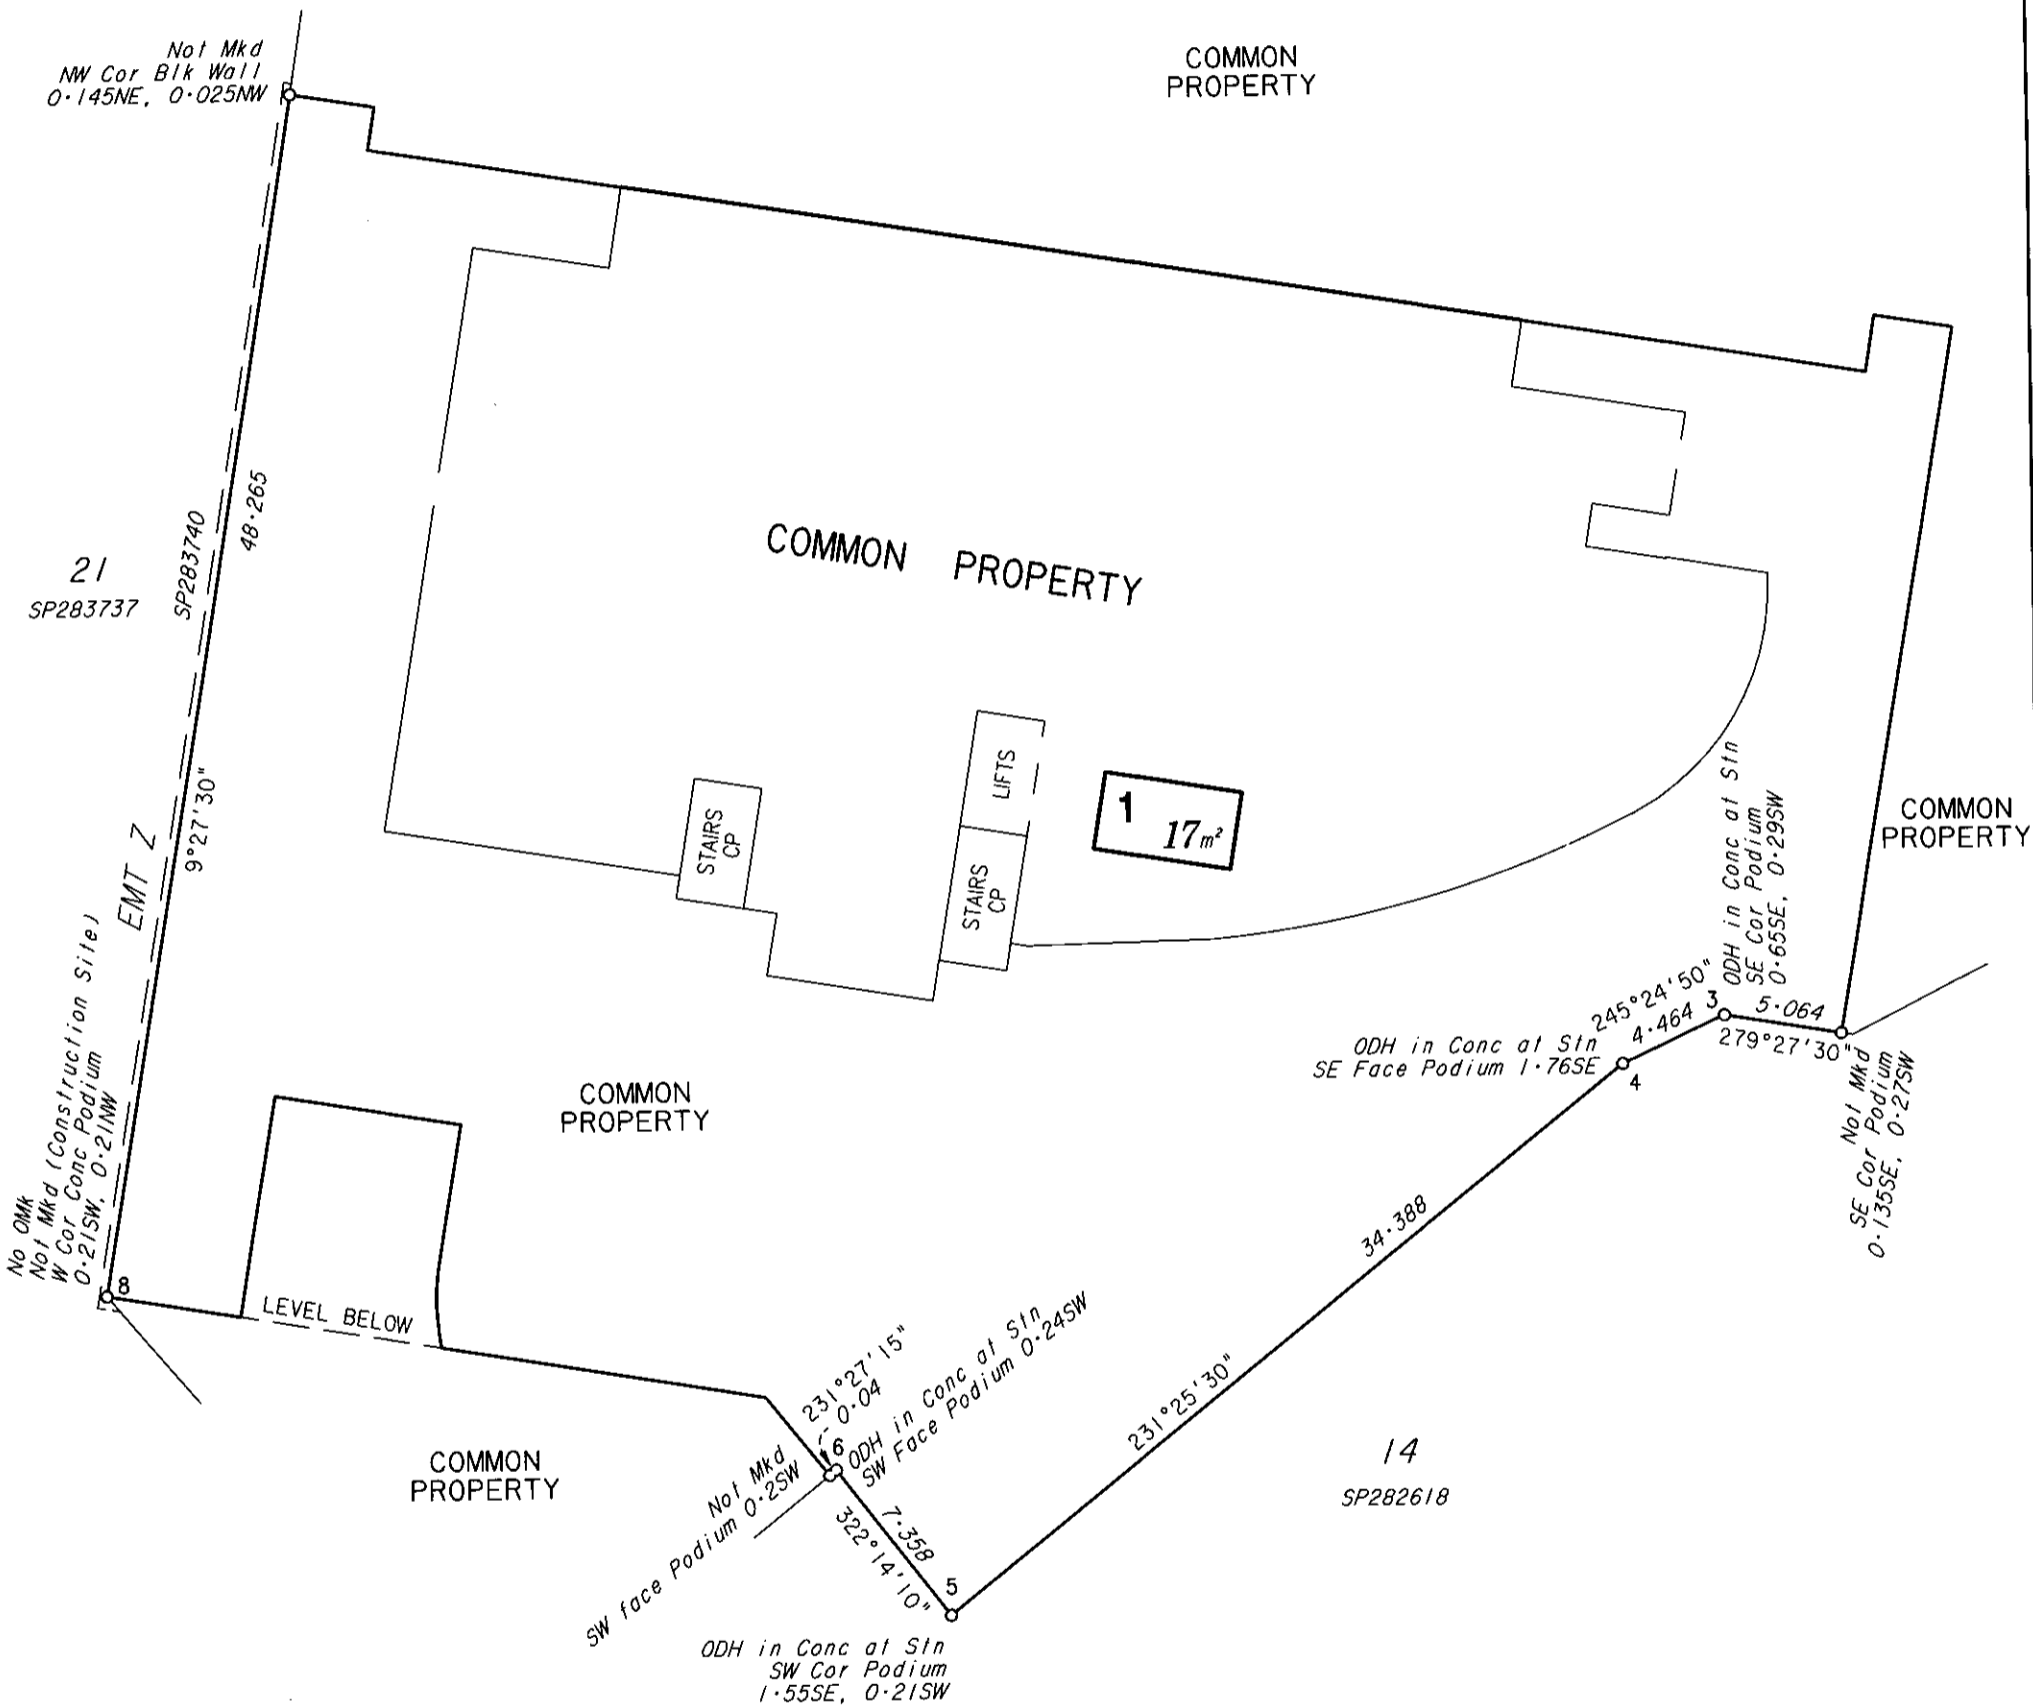 Not Mkd
NW Cor Blk Wall
0·145NE, 0·025NW
COMMON
PROPERTY
48·265
SP283740
21
SP283737
COMMON PROPERTY
9°27'30"
EMT Z
LIFTS
STAIRS
CP
STAIRS
CP
1
17m²
COMMON
PROPERTY
ODH in Conc at Stn
SE Cor Podium
0·65SE, 0·29SW
245°24'50"
4·464
3
5·064
279°27'30"
ODH in Conc at Stn
SE Face Podium 1·76SE
4
Not Mkd
SE Cor Podium
0·135SE, 0·27SW
No OMk
Not Mkd (Construction Site)
W Cor Conc Podium
0·21SW, 0·21NW
8
COMMON
PROPERTY
LEVEL BELOW
34·388
231°25'30"
231°27'15"
0·04
6
ODH in Conc at Stn
SW Face Podium 0·24SW
Not Mkd
SW face Podium 0·2SW
7·358
322°14'10"
5
COMMON
PROPERTY
14
SP282618
ODH in Conc at Stn
SW Cor Podium
1·55SE, 0·21SW